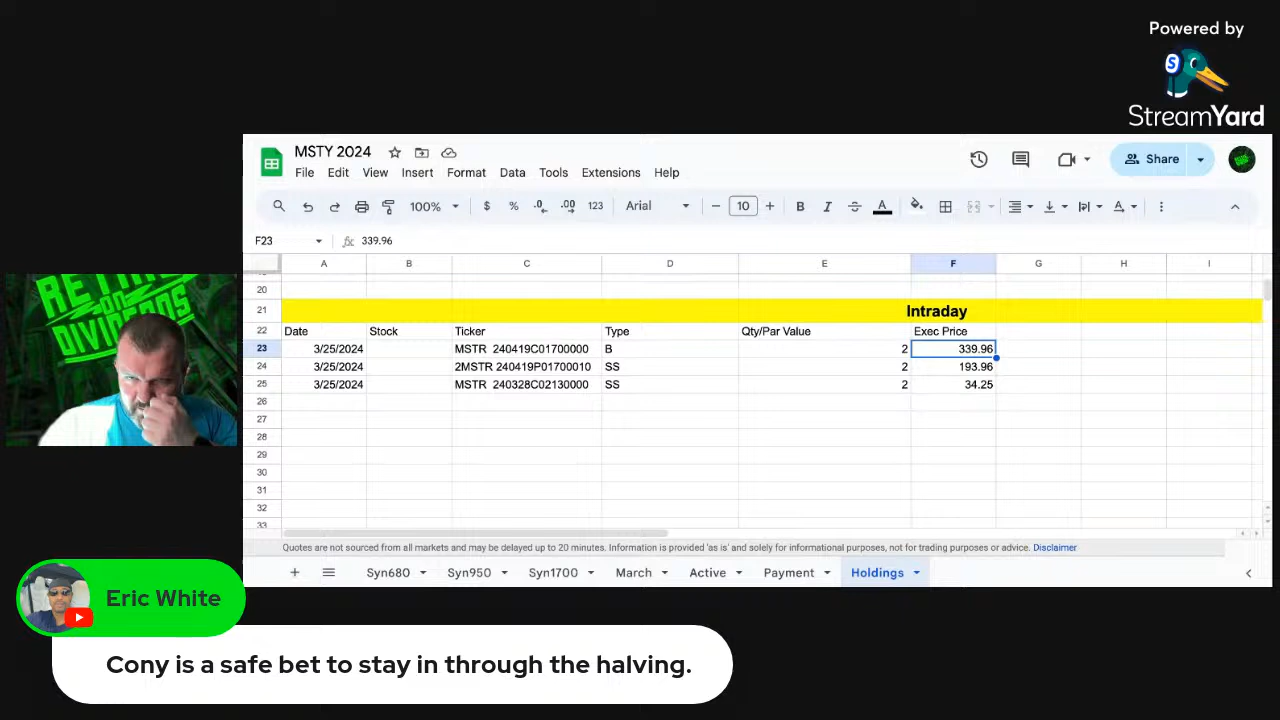 Powered by
S
StreamYard
MSTY 2024
File Edit View Insert Format Data Tools Extensions Help
Share
100% $ % .0 .00 123 Arial 10 B I A
F23 fx 339.96
A B C D E F G H I
20
21 Intraday
22 Date Stock Ticker Type Qty/Par Value Exec Price
23 3/25/2024 MSTR 240419C01700000 B 2 339.96
24 3/25/2024 2MSTR 240419P01700010 SS 2 193.96
25 3/25/2024 MSTR 240328C02130000 SS 2 34.25
26
27
28
29
30
31
32
33
RETIRE
ON
DIVIDENDS
Quotes are not sourced from all markets and may be delayed up to 20 minutes. Information is provided 'as is' and solely for informational purposes, not for trading purposes or advice. Disclaimer
Syn680 Syn950 Syn1700 March Active Payment Holdings
Eric White
Cony is a safe bet to stay in through the halving.